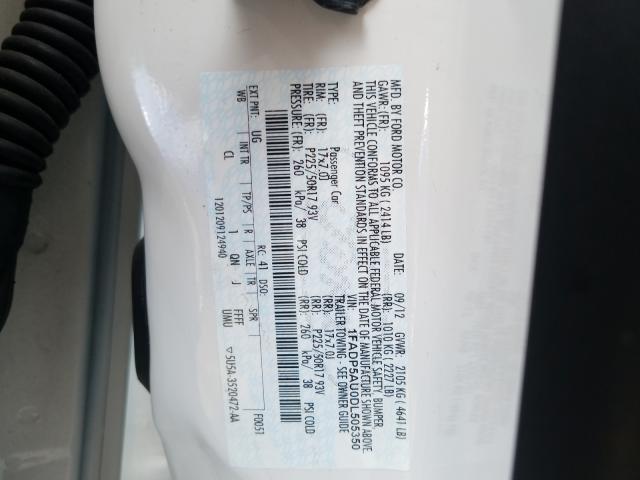 MFD. BY FORD MOTOR CO.
DATE: 09/12 GVWR: 2105 KG ( 4641 LB)
GAWR: (FR): 1095 KG ( 2414 LB) (RR): 1010 KG ( 2227 LB)
THIS VEHICLE CONFORMS TO ALL APPLICABLE FEDERAL MOTOR VEHICLE SAFETY, BUMPER,
AND THEFT PREVENTION STANDARDS IN EFFECT ON THE DATE OF MANUFACTURE SHOWN ABOVE.
VIN: 1FADP5AU0DL505350
TYPE: Passenger Car TRAILER TOWING - SEE OWNER GUIDE
RIM: (FR): 17x7.0J (RR): 17x7.0J
TIRE: (FR): P225/50R17 93V (RR): P225/50R17 93V
PRESSURE: (FR): 260 kPa/ 38 PSI COLD (RR): 260 kPa/ 38 PSI COLD
EXT PNT: UG RC: 41 DSO: F0051
WB INT TR TP/PS R AXLE TR SPR
CL 1 QN J FFFF UMU
1201209124940 ▽5U5A-3520472-AA